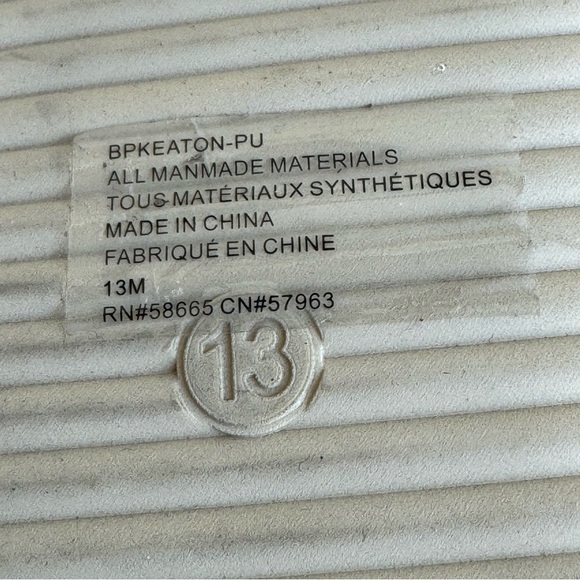 BPKEATON-PU
ALL MANMADE MATERIALS
TOUS MATÉRIAUX SYNTHÉTIQUES
MADE IN CHINA
FABRIQUÉ EN CHINE
13M
RN#58665 CN#57963
13